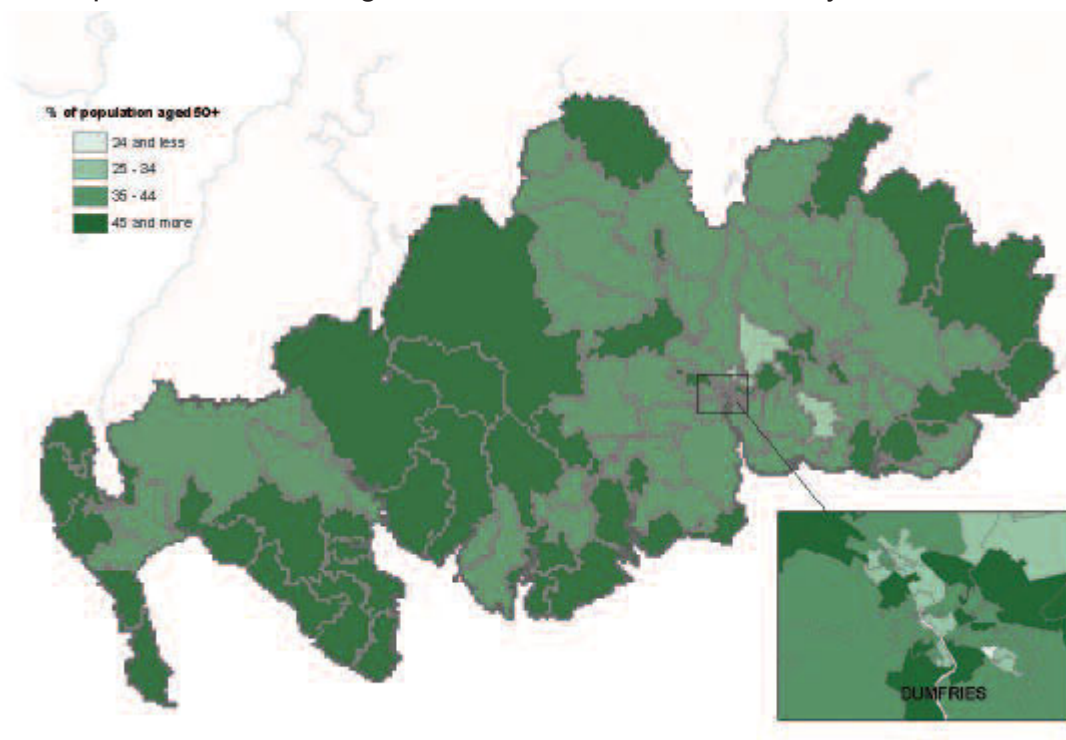 % of population aged 50+
24 and less
25 - 34
35 - 44
45 and more
DUMFRIES